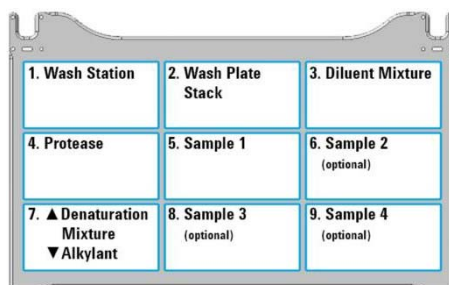 1. Wash Station
2. Wash Plate
Stack
3. Diluent Mixture
4. Protease
5. Sample 1
6. Sample 2
(optional)
7. ▲ Denaturation
Mixture
▼ Alkylant
8. Sample 3
(optional)
9. Sample 4
(optional)